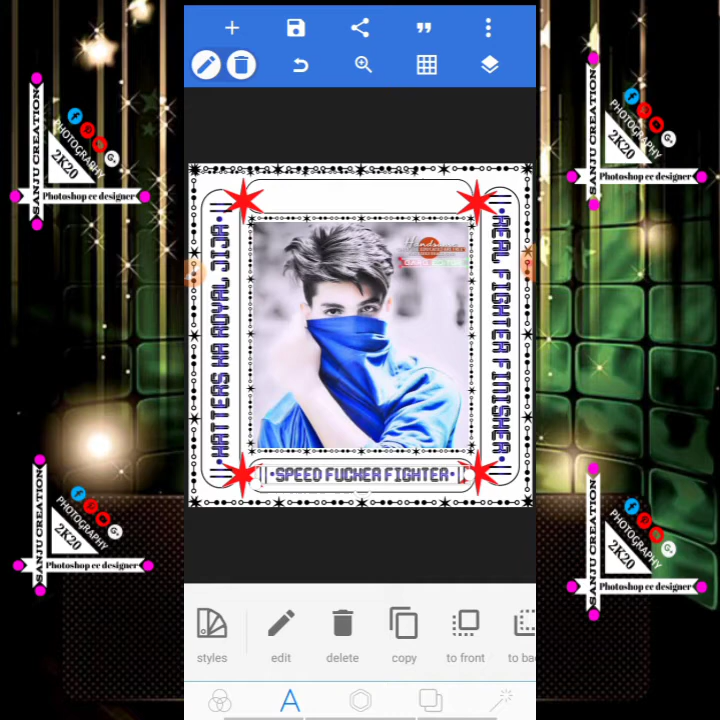 SANJU CREATION
PHOTOGRAPHY
2K20
Photoshop cc designer
SANJU CREATION
PHOTOGRAPHY
2K20
Photoshop cc designer
•HATTERS KA ROYAL JIJA•
REAL FIGHTER FINISHER•
•SPEED FUCKER FIGHTER•
styles
edit
delete
copy
to front
to ba
SANJU CREATION
PHOTOGRAPHY
2K20
Photoshop cc designer
SANJU CREATION
PHOTOGRAPHY
2K20
Photoshop cc designer